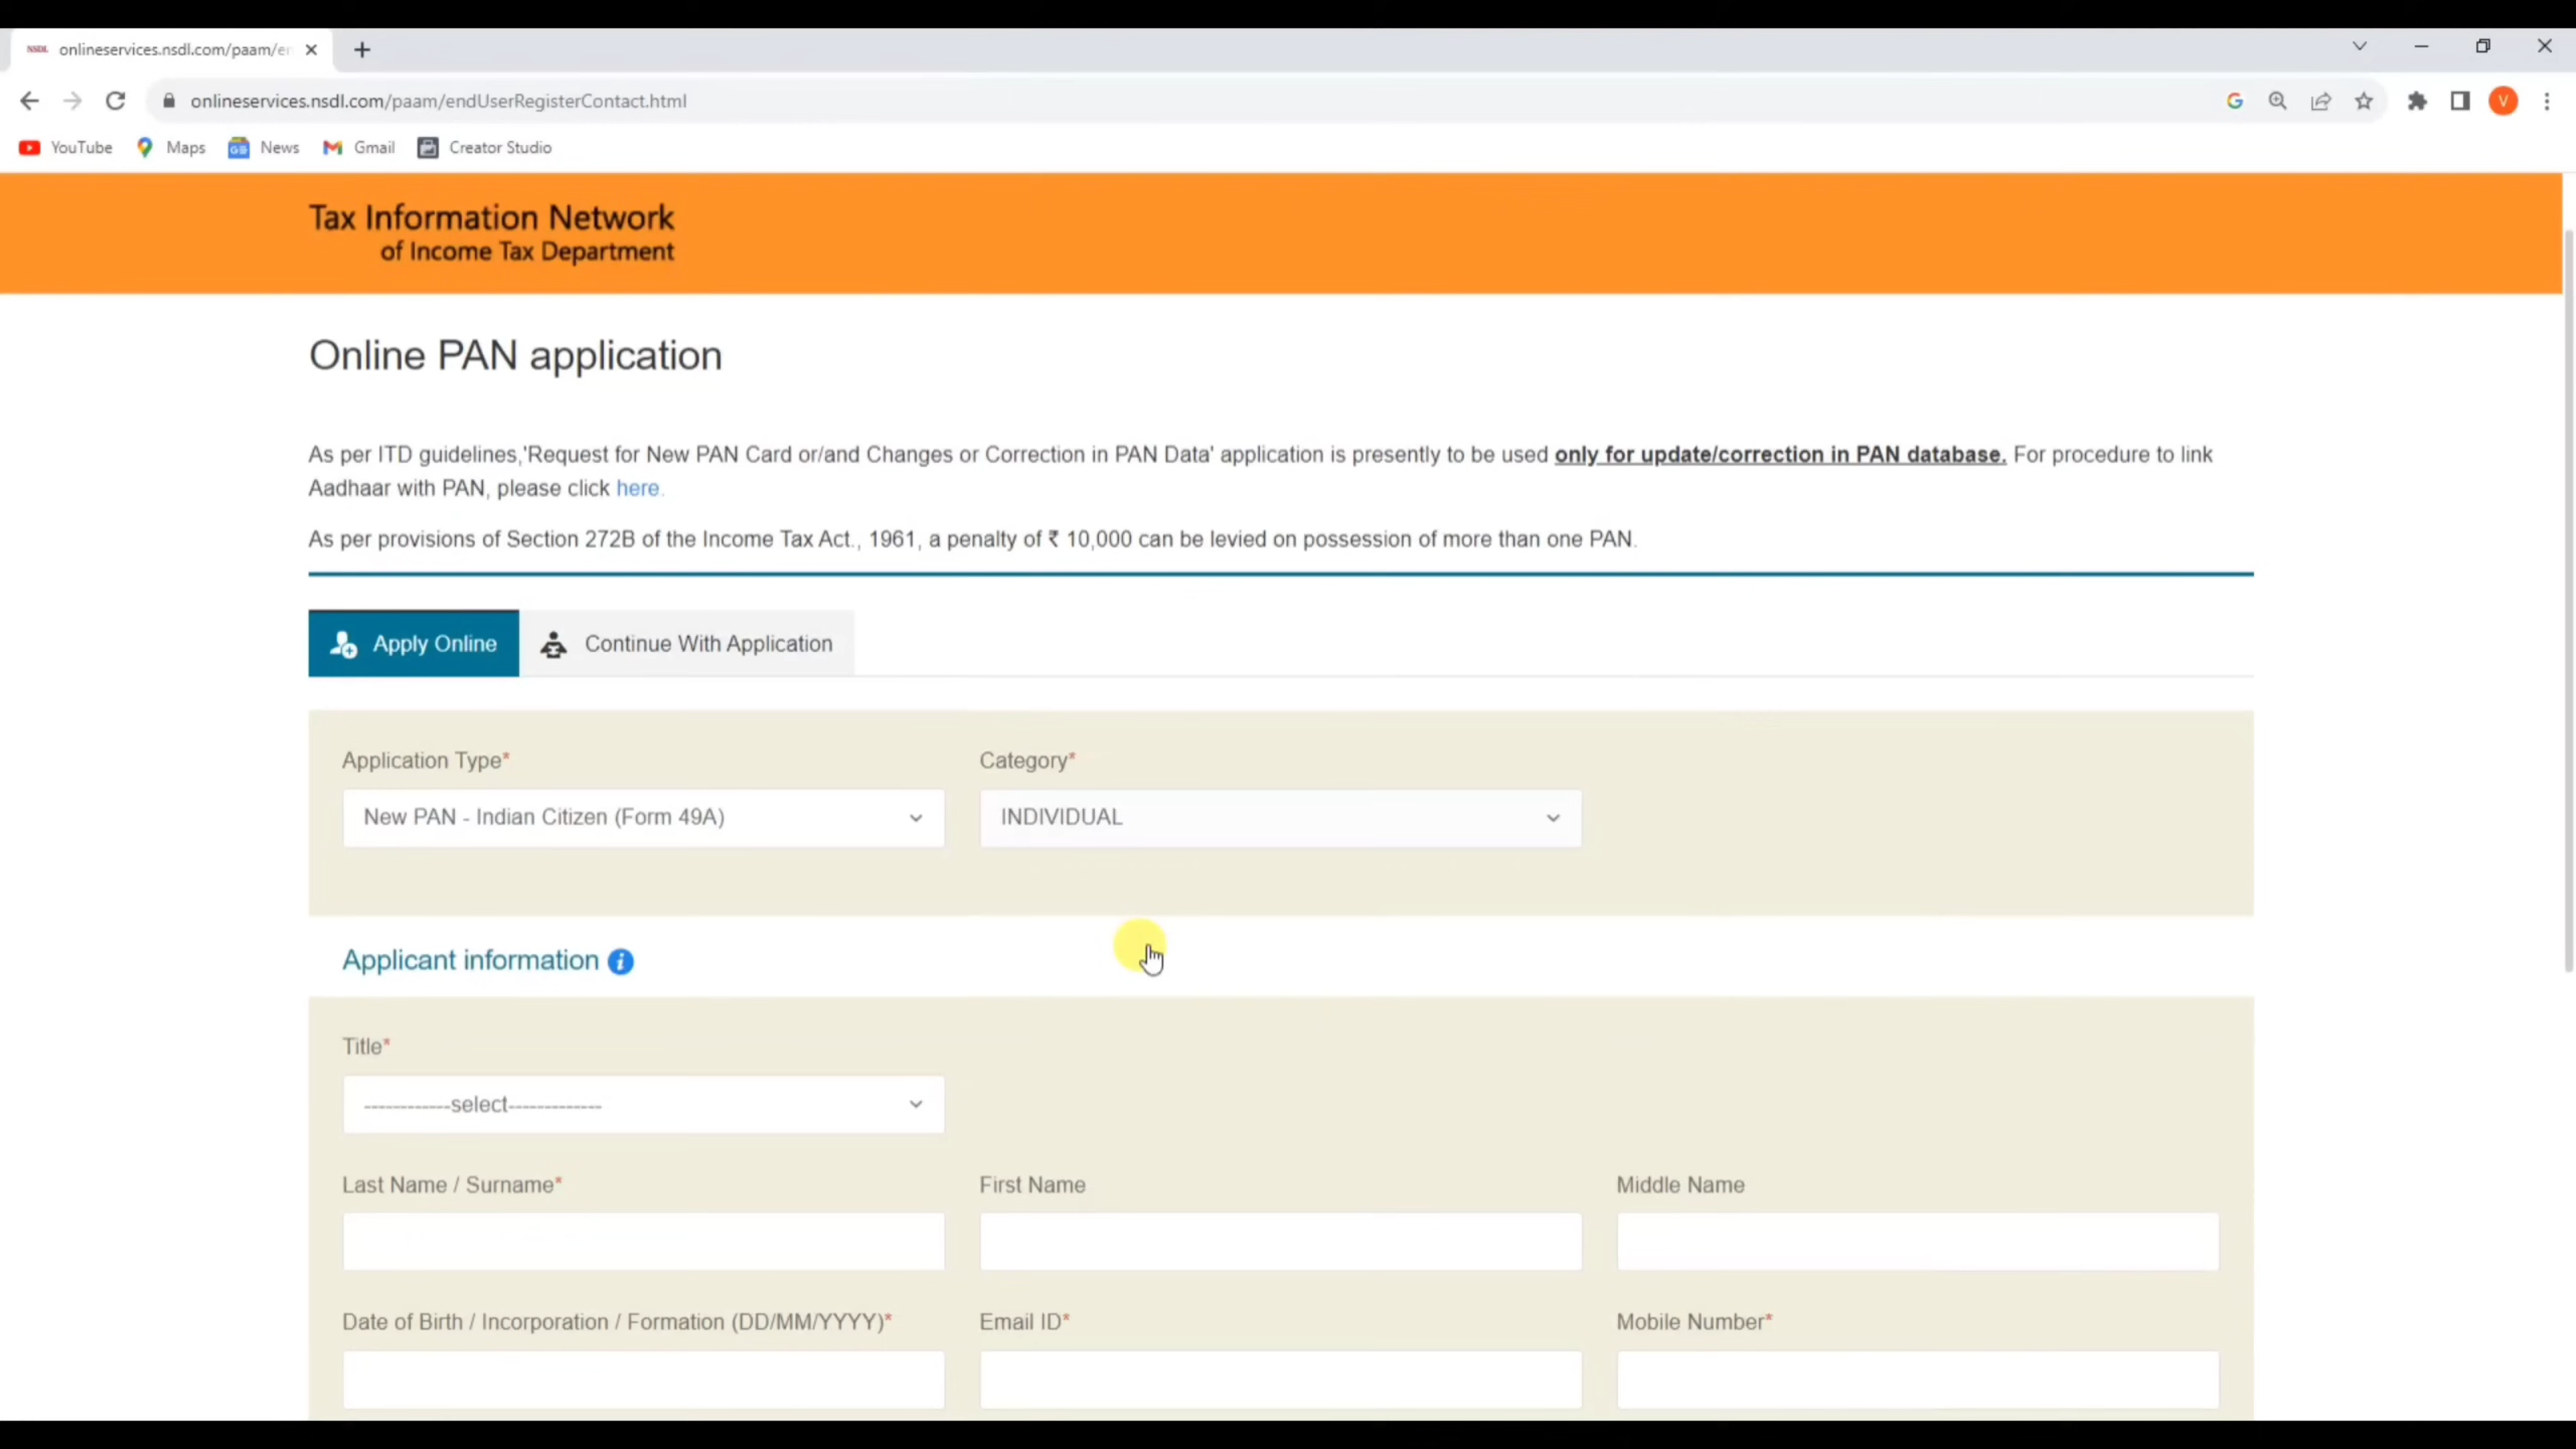 NSDL onlineservices.nsdl.com/paam/en
onlineservices.nsdl.com/paam/endUserRegisterContact.html
V
YouTube Maps News Gmail Creator Studio
Tax Information Network
of Income Tax Department
Online PAN application
As per ITD guidelines,'Request for New PAN Card or/and Changes or Correction in PAN Data' application is presently to be used only for update/correction in PAN database. For procedure to link
Aadhaar with PAN, please click here.
As per provisions of Section 272B of the Income Tax Act., 1961, a penalty of ₹ 10,000 can be levied on possession of more than one PAN.
Apply Online Continue With Application
Application Type* Category*
New PAN - Indian Citizen (Form 49A) INDIVIDUAL
Applicant information
Title*
------------select-------------
Last Name / Surname* First Name Middle Name
Date of Birth / Incorporation / Formation (DD/MM/YYYY)* Email ID* Mobile Number*